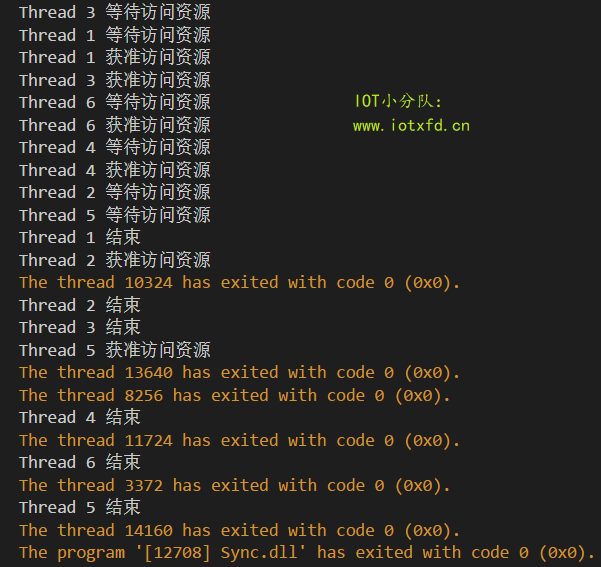 Thread 3 等待访问资源
Thread 1 等待访问资源
Thread 1 获准访问资源
Thread 3 获准访问资源
Thread 6 等待访问资源
IOT小分队:
Thread 6 获准访问资源
www.iotxfd.cn
Thread 4 等待访问资源
Thread 4 获准访问资源
Thread 2 等待访问资源
Thread 5 等待访问资源
Thread 1 结束
Thread 2 获准访问资源
The thread 10324 has exited with code 0 (0x0).
Thread 2 结束
Thread 3 结束
Thread 5 获准访问资源
The thread 13640 has exited with code 0 (0x0).
The thread 8256 has exited with code 0 (0x0).
Thread 4 结束
The thread 11724 has exited with code 0 (0x0).
Thread 6 结束
The thread 3372 has exited with code 0 (0x0).
Thread 5 结束
The thread 14160 has exited with code 0 (0x0).
The program '[12708] Sync.dll' has exited with code 0 (0x0).